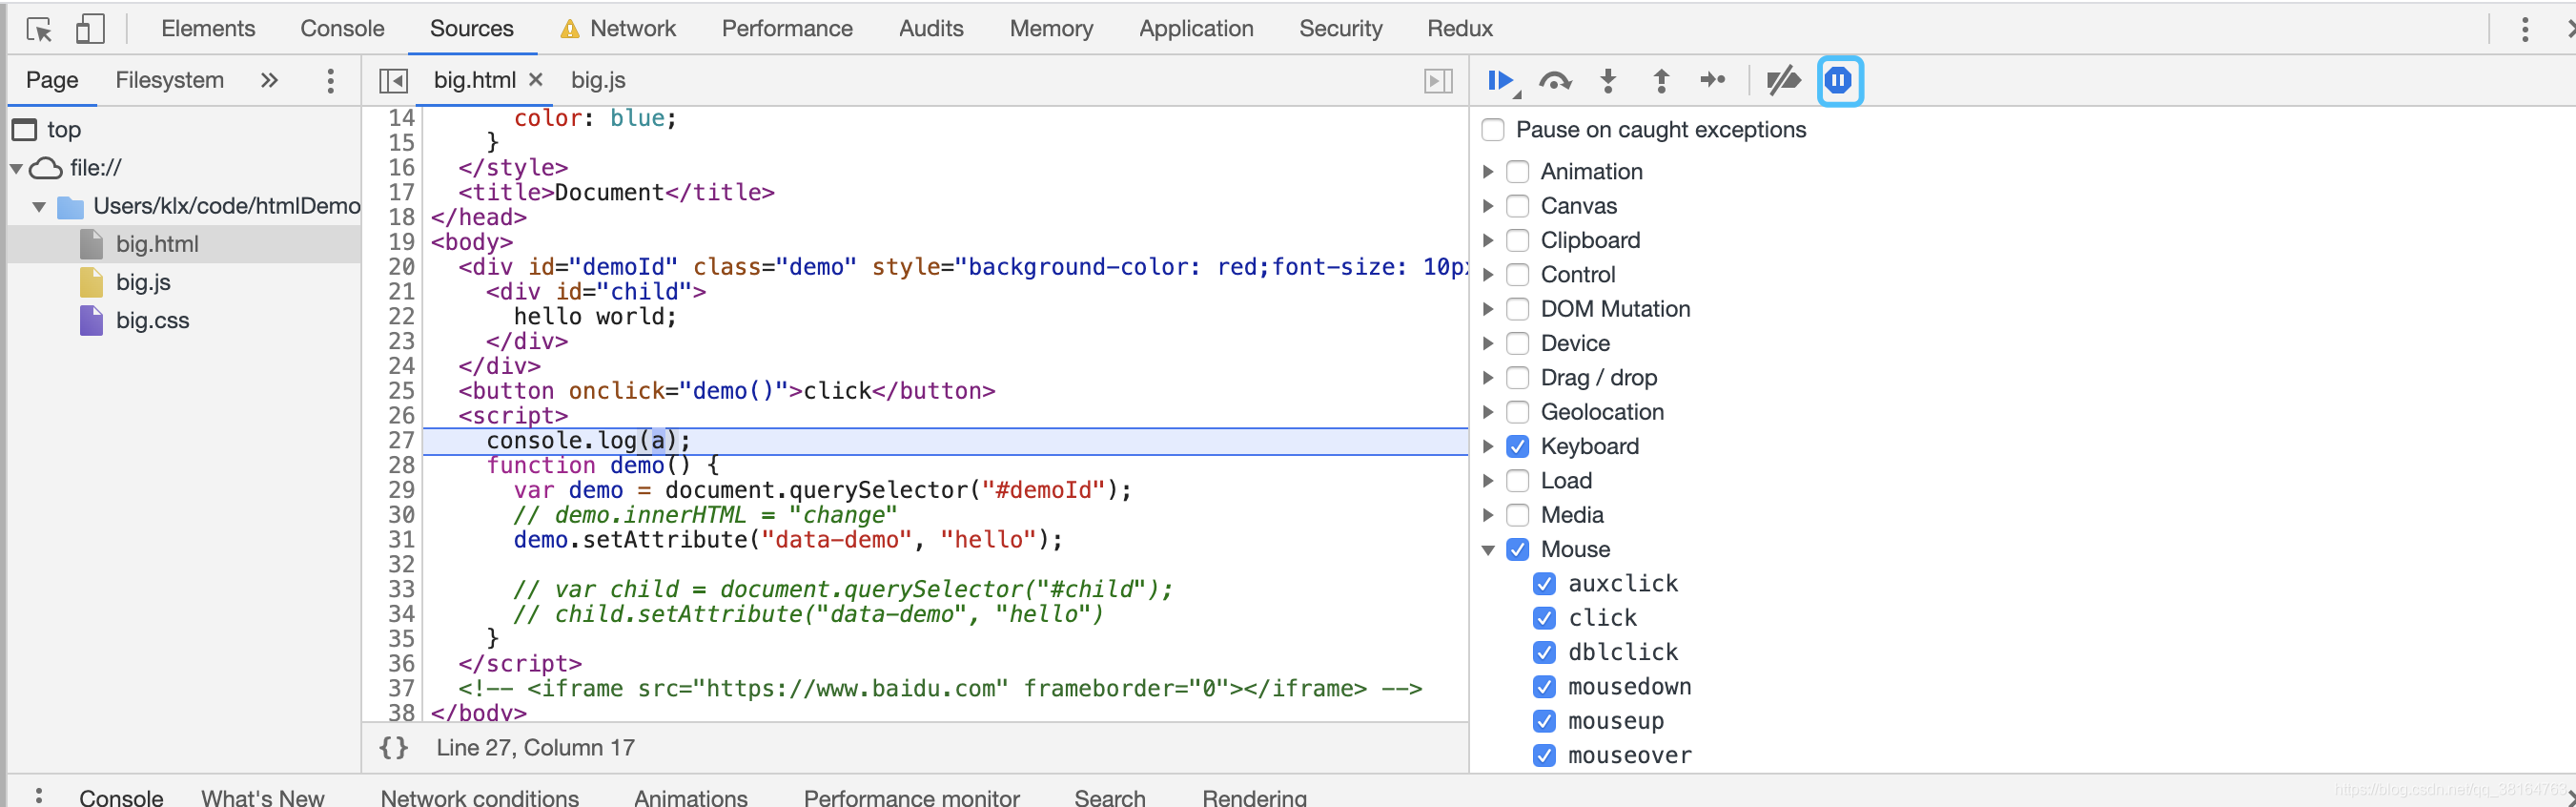 Elements Console Sources Network Performance Audits Memory Application Security Redux
Page Filesystem » big.html × big.js
top
file://
Users/klx/code/htmlDemo
big.html
big.js
big.css
14 color: blue;
15 }
16 </style>
17 <title>Document</title>
18 </head>
19 <body>
20 <div id="demoId" class="demo" style="background-color: red;font-size: 10px
21 <div id="child">
22 hello world;
23 </div>
24 </div>
25 <button onclick="demo()">click</button>
26 <script>
27 console.log(a);
28 function demo() {
29 var demo = document.querySelector("#demoId");
30 // demo.innerHTML = "change"
31 demo.setAttribute("data-demo", "hello");
32
33 // var child = document.querySelector("#child");
34 // child.setAttribute("data-demo", "hello")
35 }
36 </script>
37 <!-- <iframe src="https://www.baidu.com" frameborder="0"></iframe> -->
38 </body>
{} Line 27, Column 17
Pause on caught exceptions
Animation
Canvas
Clipboard
Control
DOM Mutation
Device
Drag / drop
Geolocation
Keyboard
Load
Media
Mouse
auxclick
click
dblclick
mousedown
mouseup
mouseover
Console What's New Network conditions Animations Performance monitor Search Rendering